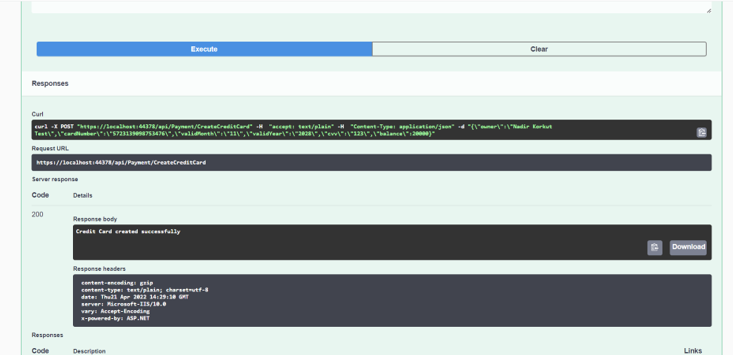 Execute
Clear
Responses
Curl
curl -X POST "https://localhost:44378/api/Payment/CreateCreditCard" -H  "accept: text/plain" -H  "Content-Type: application/json" -d "{\"owner\":\"Nadir Korkut
Test\",\"cardNumber\":\"5723139098753476\",\"validMonth\":\"11\",\"validYear\":\"2028\",\"cvv\":\"123\",\"balance\":20000}"
Request URL
https://localhost:44378/api/Payment/CreateCreditCard
Server response
Code Details
200
Response body
Credit Card created successfully
Download
Response headers
content-encoding: gzip
content-type: text/plain; charset=utf-8
date: Thu21 Apr 2022 14:29:10 GMT
server: Microsoft-IIS/10.0
vary: Accept-Encoding
x-powered-by: ASP.NET
Responses
Code Description Links